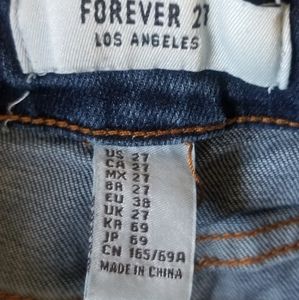 FOREVER 21
LOS ANGELES
US 27
CA 27
MX 27
BR 27
EU 38
UK 27
KR 69
JP 69
CN 165/69A
MADE IN CHINA